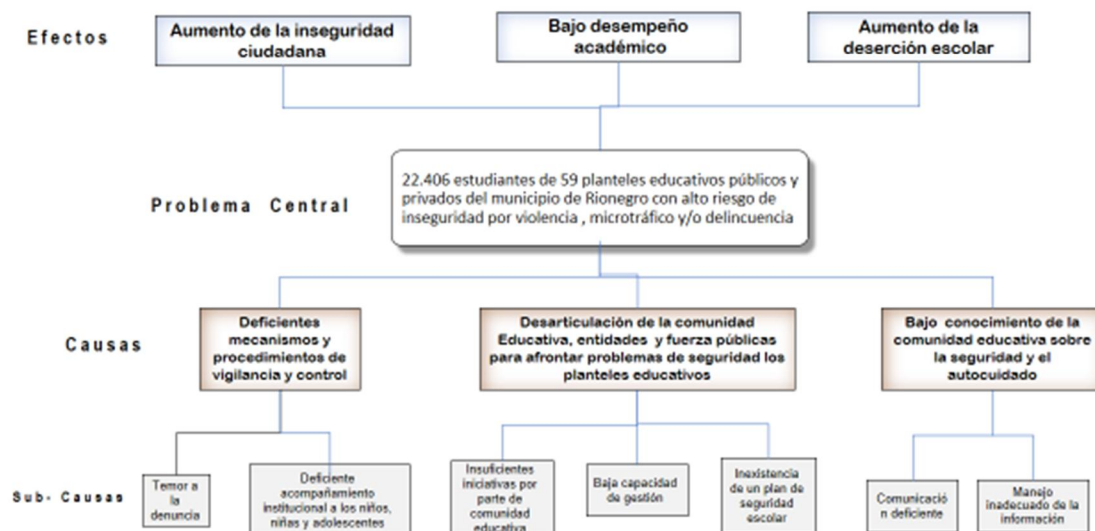 Efectos
Aumento de la inseguridad
ciudadana
Bajo desempeño
académico
Aumento de la
deserción escolar
Problema Central
22.406 estudiantes de 59 planteles educativos públicos y
privados del municipio de Rionegro con alto riesgo de
inseguridad por violencia , microtráfico y/o delincuencia
Causas
Deficientes
mecanismos y
procedimientos de
vigilancia y control
Desarticulación de la comunidad
Educativa, entidades y fuerza públicas
para afrontar problemas de seguridad los
planteles educativos
Bajo conocimiento de la
comunidad educativa sobre
la seguridad y el
autocuidado
Sub- Causas
Temor a
la
denuncia
Deficiente
acompañamiento
institucional a los niños,
niñas y adolescentes
Insuficientes
iniciativas por
parte de
comunidad
educativa
Baja capacidad
de gestión
Inexistencia
de un plan de
seguridad
escolar
Comunicació
n deficiente
Manejo
inadecuado de la
información